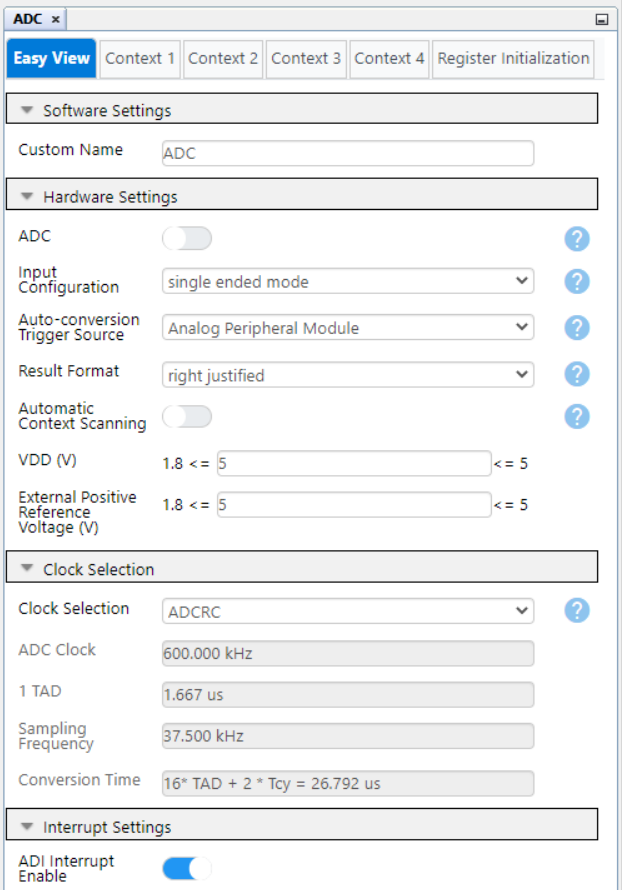 ADC ×
Easy View Context 1 Context 2 Context 3 Context 4 Register Initialization
Software Settings
Custom Name ADC
Hardware Settings
ADC ?
Input
Configuration single ended mode ?
Auto-conversion
Trigger Source Analog Peripheral Module ?
Result Format right justified ?
Automatic
Context Scanning ?
VDD (V) 1.8 <= 5 <= 5
External Positive
Reference
Voltage (V) 1.8 <= 5 <= 5
Clock Selection
Clock Selection ADCRC ?
ADC Clock 600.000 kHz
1 TAD 1.667 us
Sampling
Frequency 37.500 kHz
Conversion Time 16* TAD + 2 * Tcy = 26.792 us
Interrupt Settings
ADI Interrupt
Enable